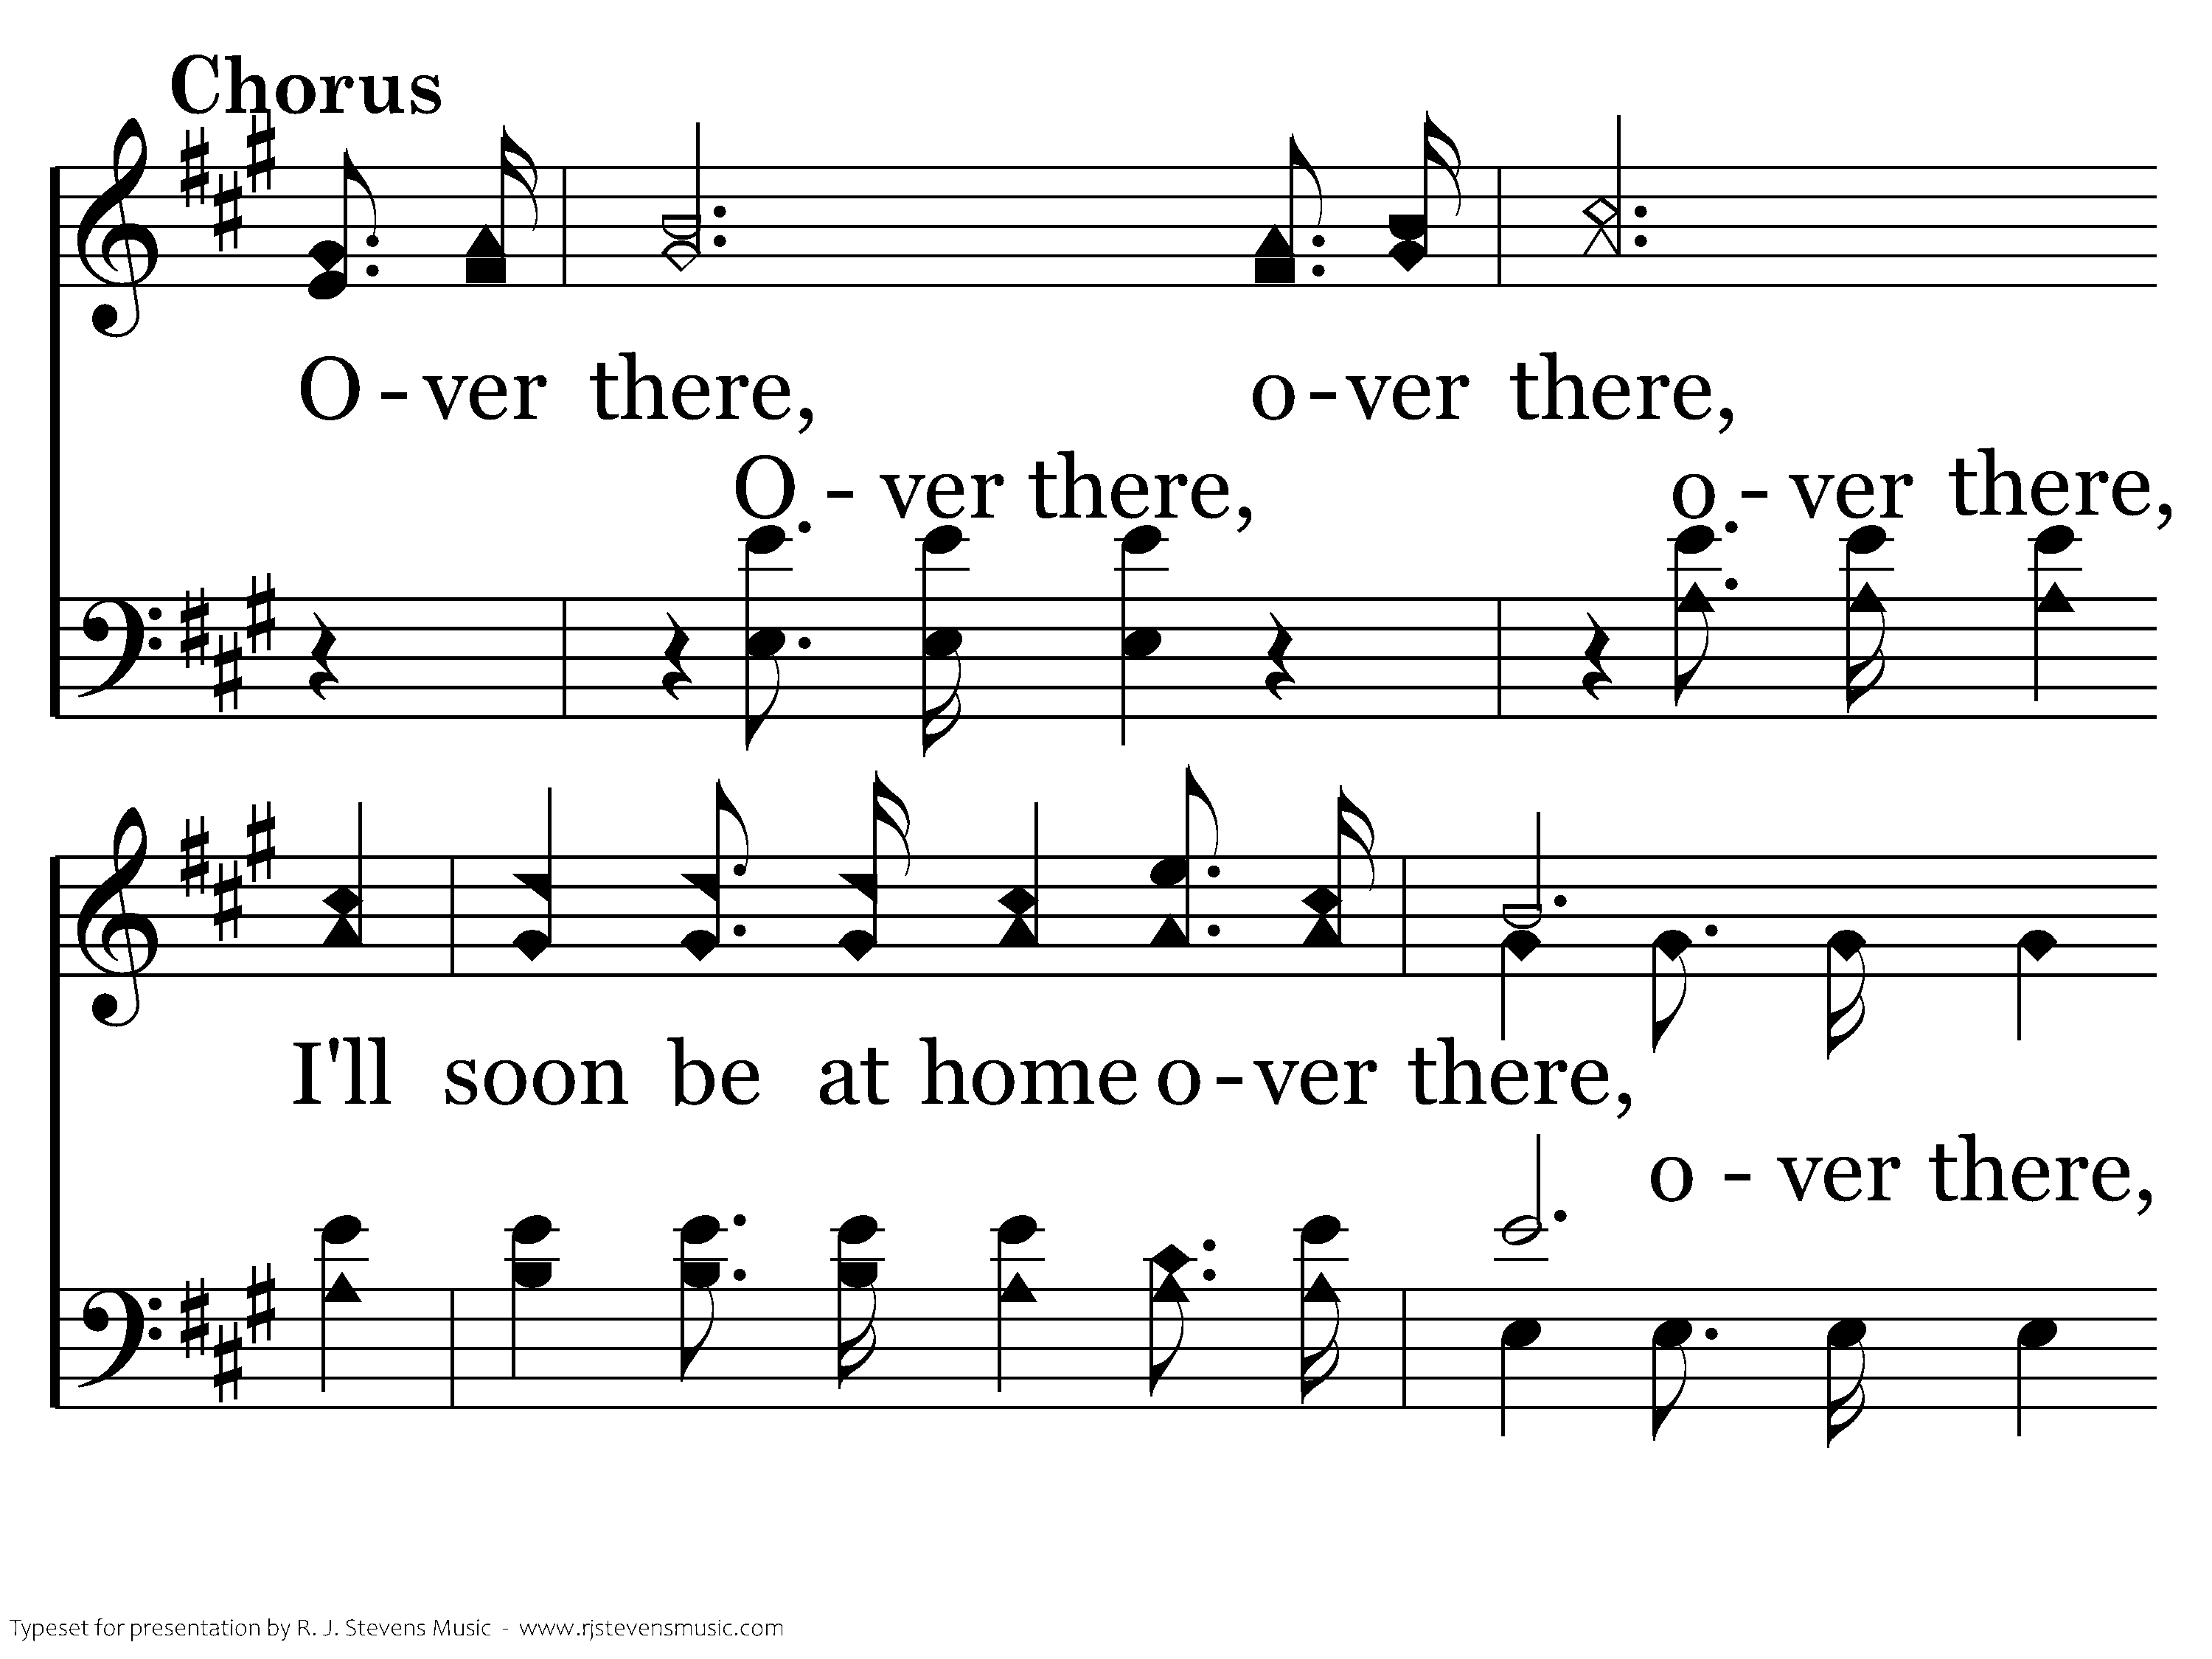 Chorus
O - ver there, o - ver there,
O - ver there, o - ver there,
I'll soon be at home o - ver there,
o - ver there,
Typeset for presentation by R. J. Stevens Music - www.rjstevensmusic.com